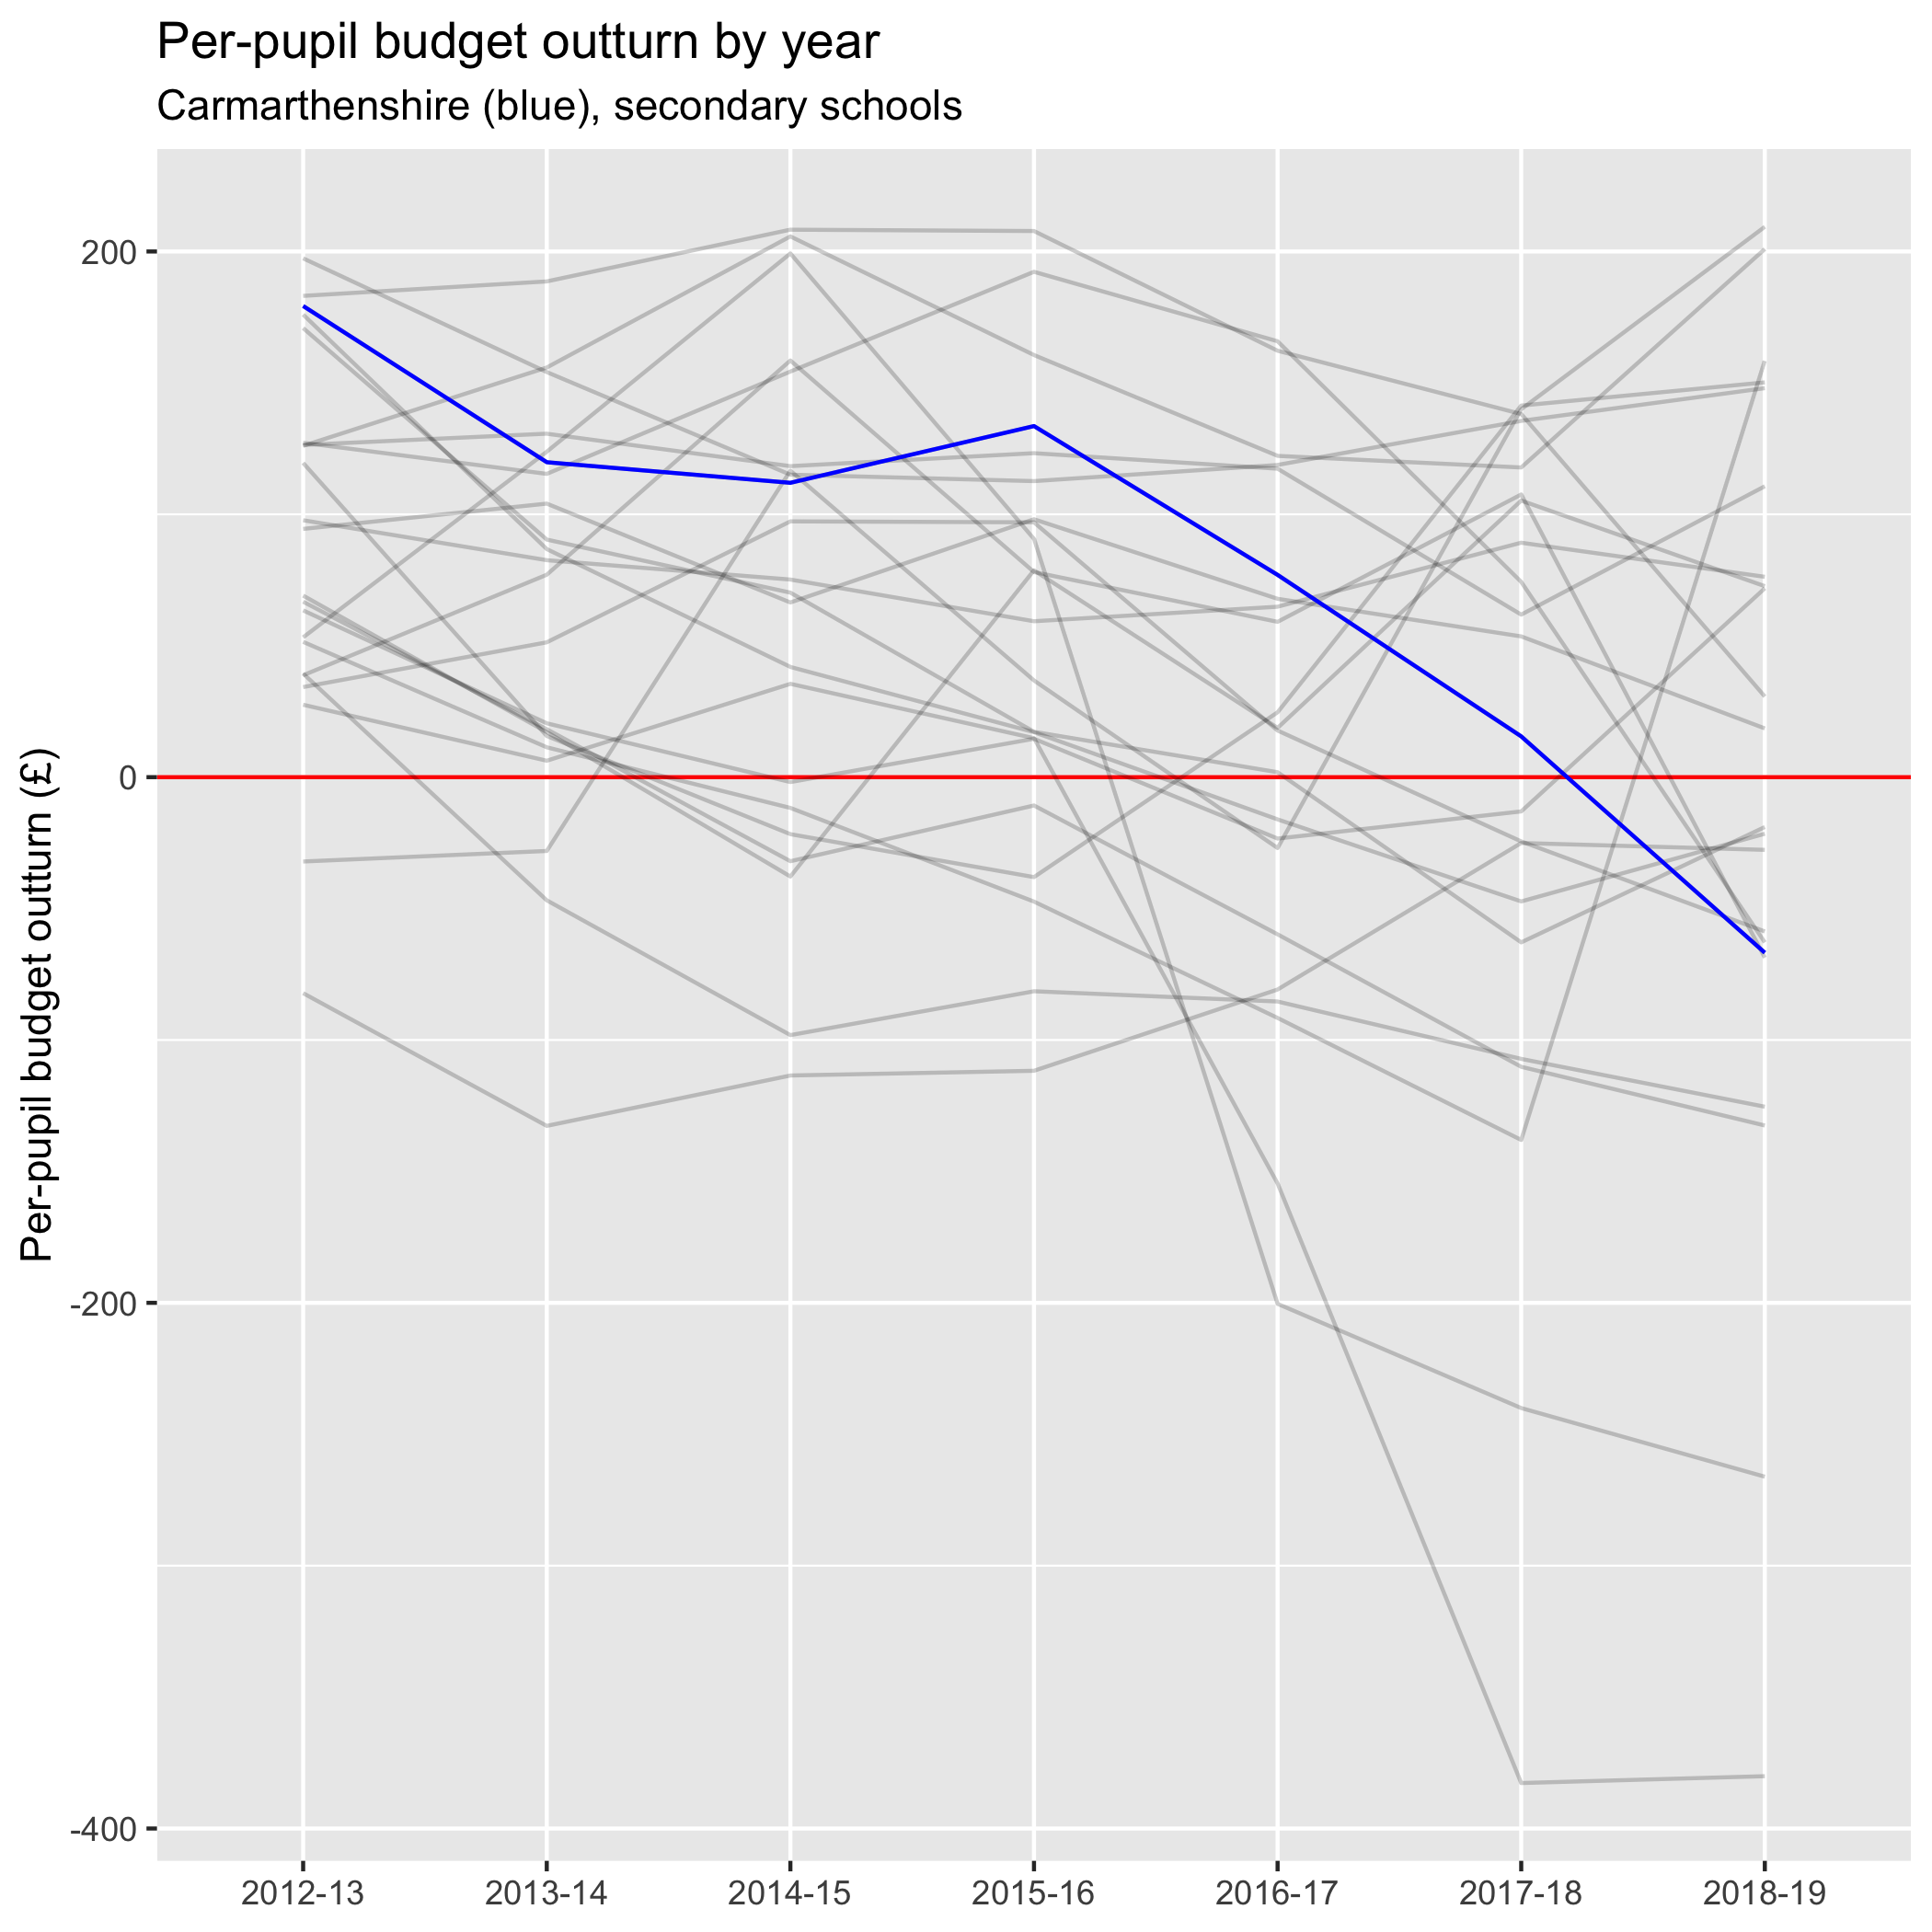 Per-pupil budget outturn by year
Carmarthenshire (blue), secondary schools
Per-pupil budget outturn (£)
200
0
-200
-400
2012-13 2013-14 2014-15 2015-16 2016-17 2017-18 2018-19